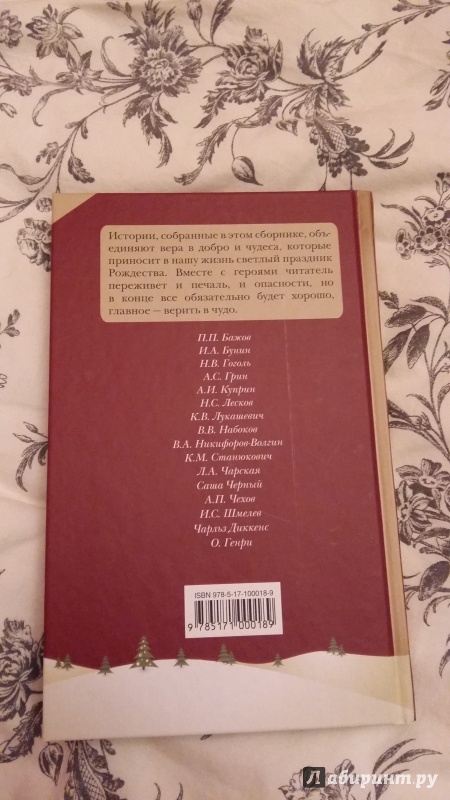 Истории, собранные в этом сборнике, объ-
единяют вера в добро и чудеса, которые
приносит в нашу жизнь светлый праздник
Рождества. Вместе с героями читатель
переживет и печаль, и опасности, но
в конце все обязательно будет хорошо,
главное – верить в чудо.
П.П. Бажов
И.А. Бунин
Н.В. Гоголь
А.С. Грин
А.И. Куприн
Н.С. Лесков
К.В. Лукашевич
В.В. Набоков
В.А. Никифоров-Волгин
К.М. Станюкович
Л.А. Чарская
Саша Черный
А.П. Чехов
И.С. Шмелев
Чарльз Диккенс
О. Генри
ISBN 978-5-17-100018-9
9 785171 000189
Лабиринт.ру